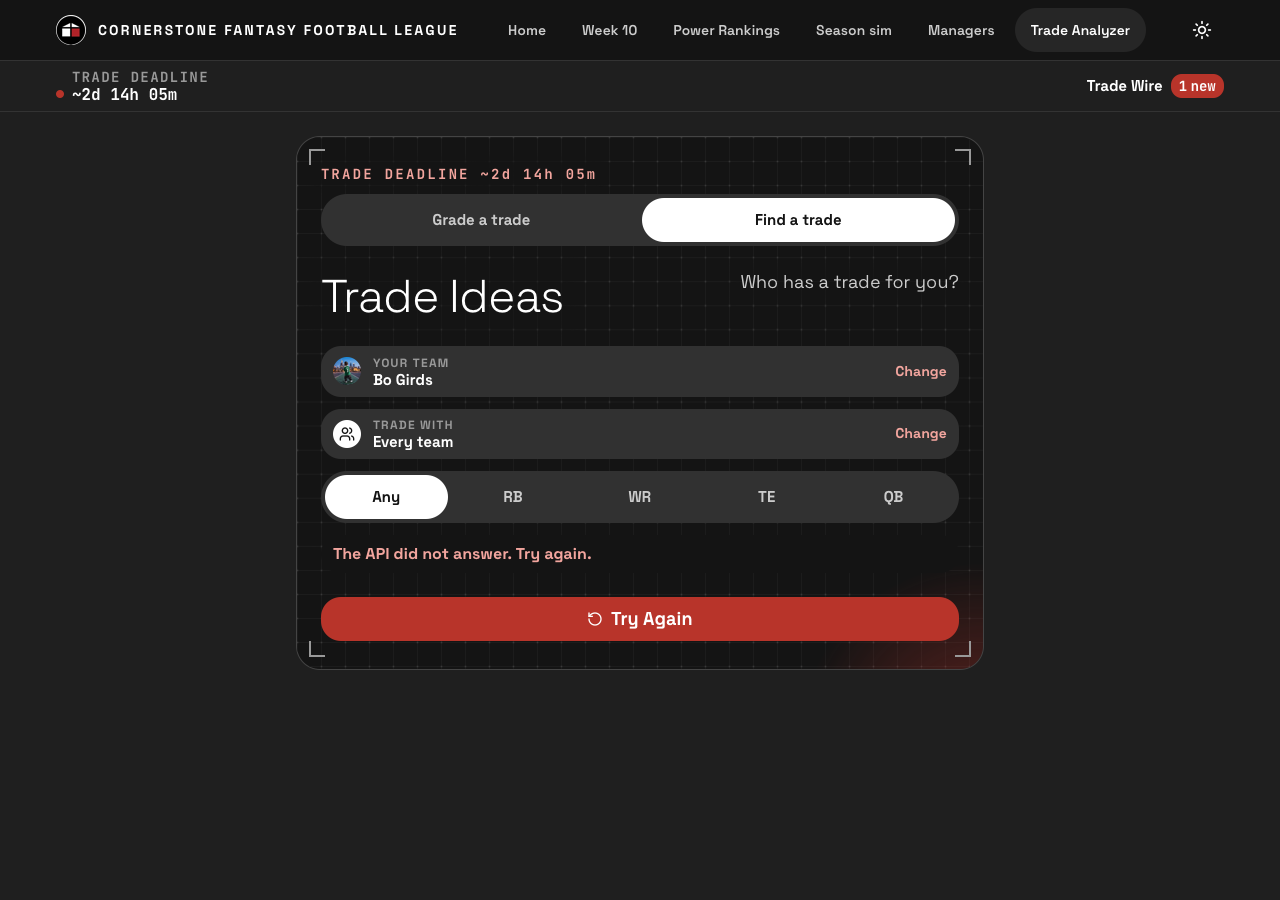 CORNERSTONE FANTASY FOOTBALL LEAGUE
Home
Week 10
Power Rankings
Season sim
Managers
Trade Analyzer
TRADE DEADLINE
~2d 14h 05m
Trade Wire
1 new
TRADE DEADLINE ~2d 14h 05m
Grade a trade
Find a trade
Trade Ideas
Who has a trade for you?
YOUR TEAM
Bo Girds
Change
TRADE WITH
Every team
Change
Any
RB
WR
TE
QB
The API did not answer. Try again.
Try Again